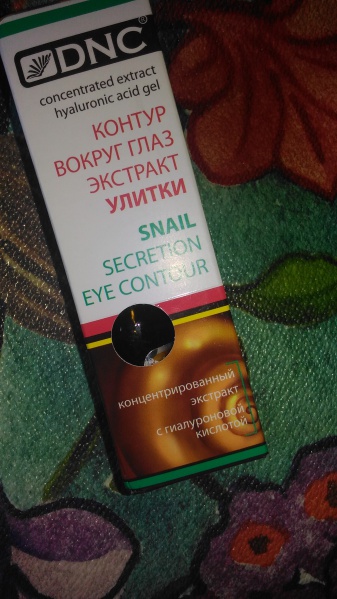 DNC®
concentrated extract
hyaluronic acid gel
КОНТУР
ВОКРУГ ГЛАЗ
ЭКСТРАКТ
УЛИТКИ
SNAIL
SECRETION
EYE CONTOUR
концентрированный
экстракт
с гиалуроновой
кислотой